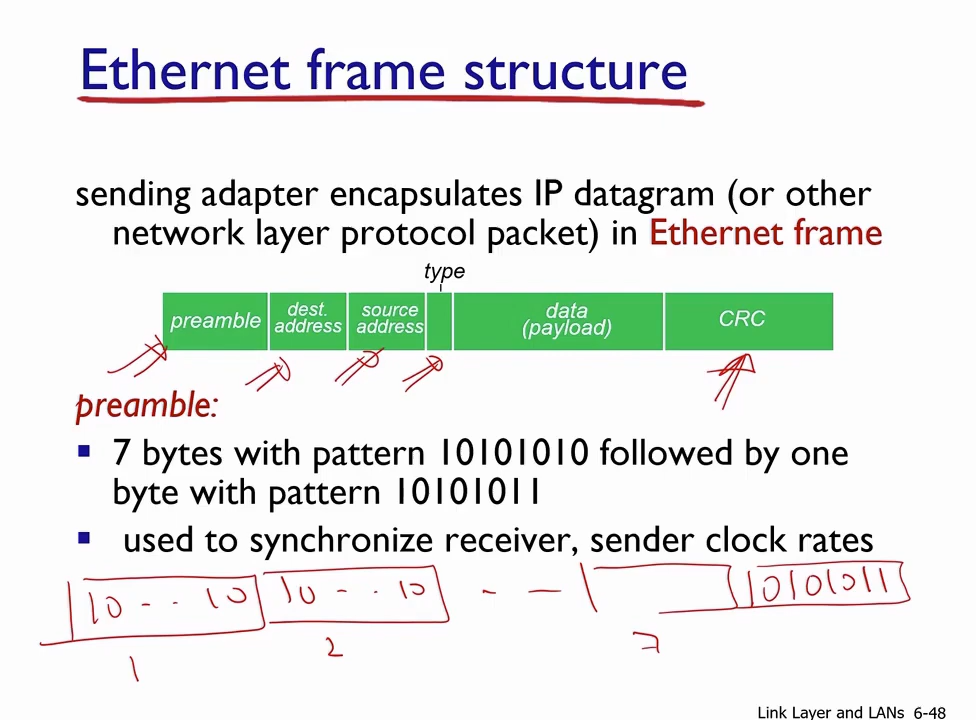 Ethernet frame structure
sending adapter encapsulates IP datagram (or other
network layer protocol packet) in Ethernet frame
type
preamble
dest.
address
source
address
data
(payload)
CRC
preamble:
▪ 7 bytes with pattern 10101010 followed by one
byte with pattern 10101011
▪ used to synchronize receiver, sender clock rates
10 - . . 10 10 - . . 10 - - 10101011
1 2 7
Link Layer and LANs 6-48